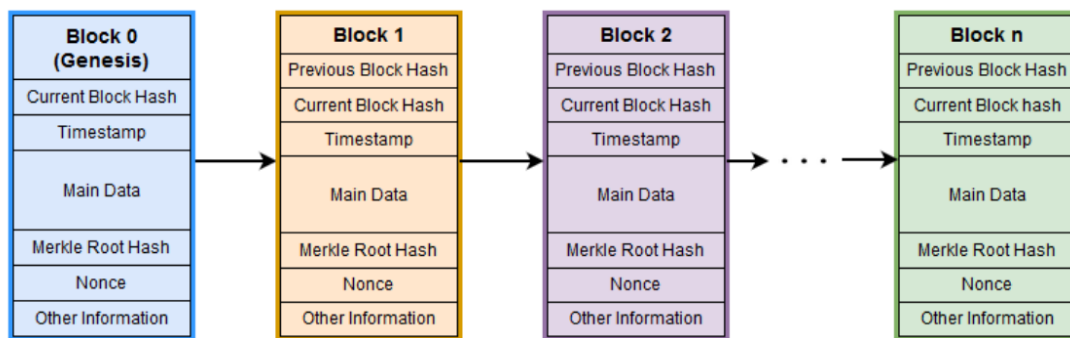 Block 0
(Genesis)
Current Block Hash
Timestamp
Main Data
Merkle Root Hash
Nonce
Other Information
Block 1
Previous Block Hash
Current Block Hash
Timestamp
Main Data
Merkle Root Hash
Nonce
Other Information
Block 2
Previous Block Hash
Current Block Hash
Timestamp
Main Data
Merkle Root Hash
Nonce
Other Information
. . .
Block n
Previous Block Hash
Current Block hash
Timestamp
Main Data
Merkle Root Hash
Nonce
Other Information